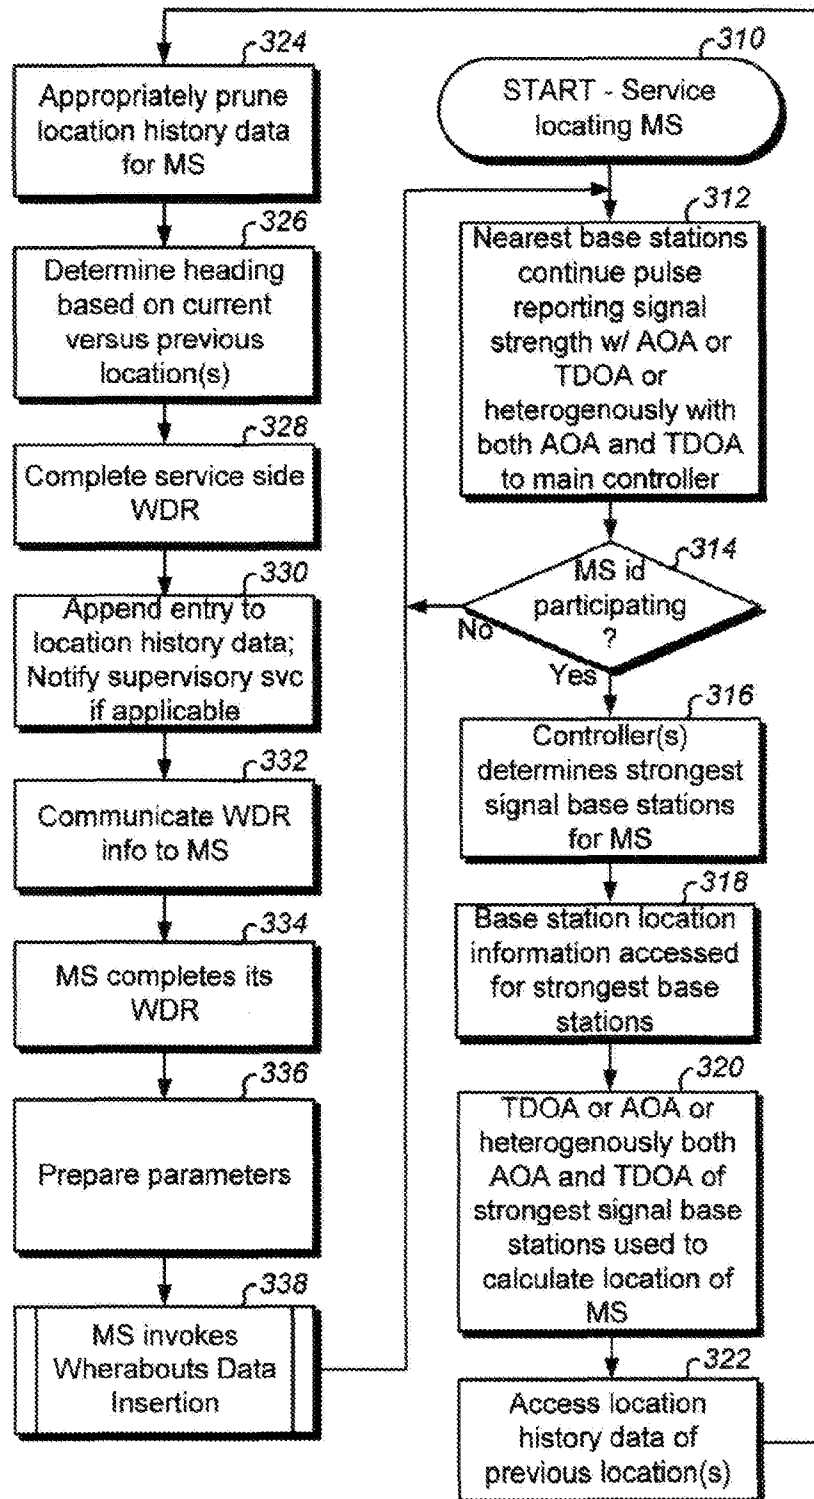 310
START - Service
locating MS
312
Nearest base stations
continue pulse
reporting signal
strength w/ AOA or
TDOA or
heterogenously with
both AOA and TDOA
to main controller
314
MS id
participating
?
No
Yes
316
Controller(s)
determines strongest
signal base stations
for MS
318
Base station location
information accessed
for strongest base
stations
320
TDOA or AOA or
heterogenously both
AOA and TDOA of
strongest signal base
stations used to
calculate location of
MS
322
Access location
history data of
previous location(s)
324
Appropriately prune
location history data
for MS
326
Determine heading
based on current
versus previous
location(s)
328
Complete service side
WDR
330
Append entry to
location history data;
Notify supervisory svc
if applicable
332
Communicate WDR
info to MS
334
MS completes its
WDR
336
Prepare parameters
338
MS invokes
Wherabouts Data
Insertion